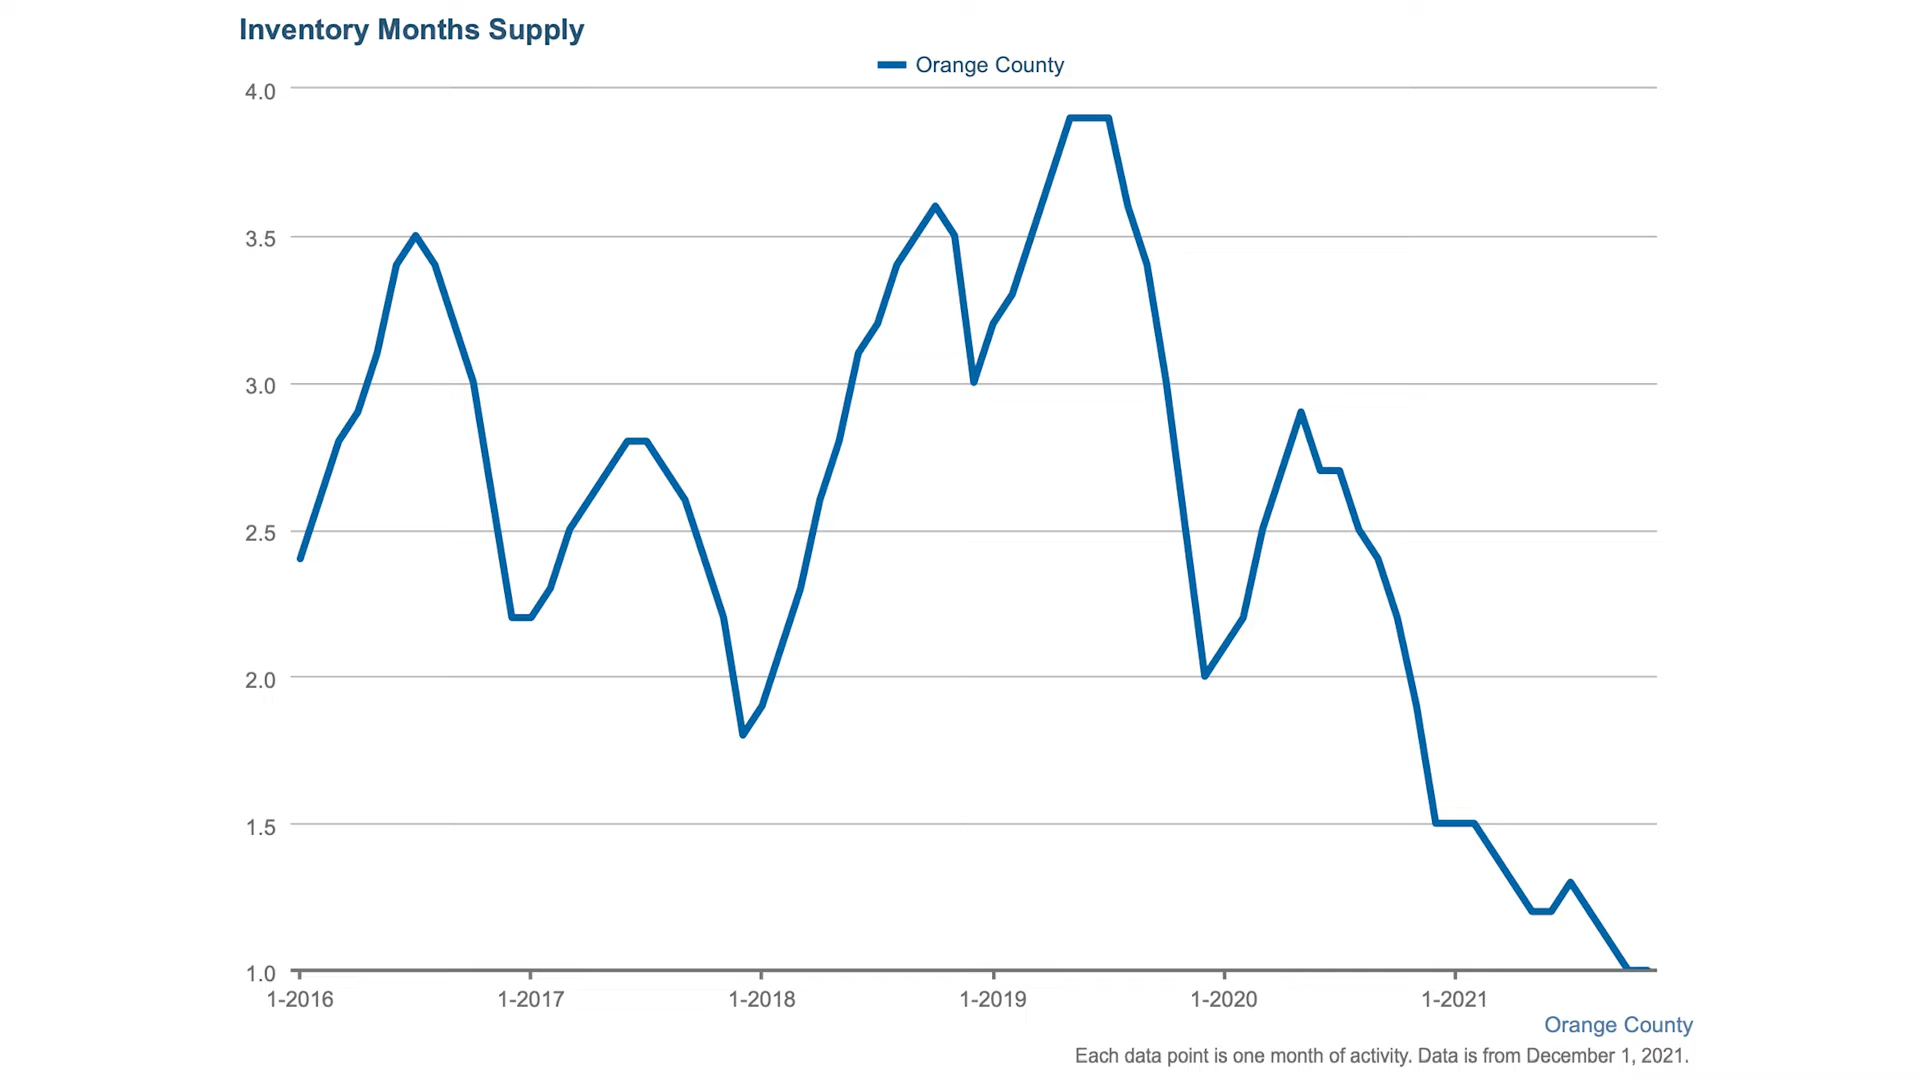 Inventory Months Supply
Orange County
4.0
3.5
3.0
2.5
2.0
1.5
1.0
1-2016 1-2017 1-2018 1-2019 1-2020 1-2021
Orange County
Each data point is one month of activity. Data is from December 1, 2021.